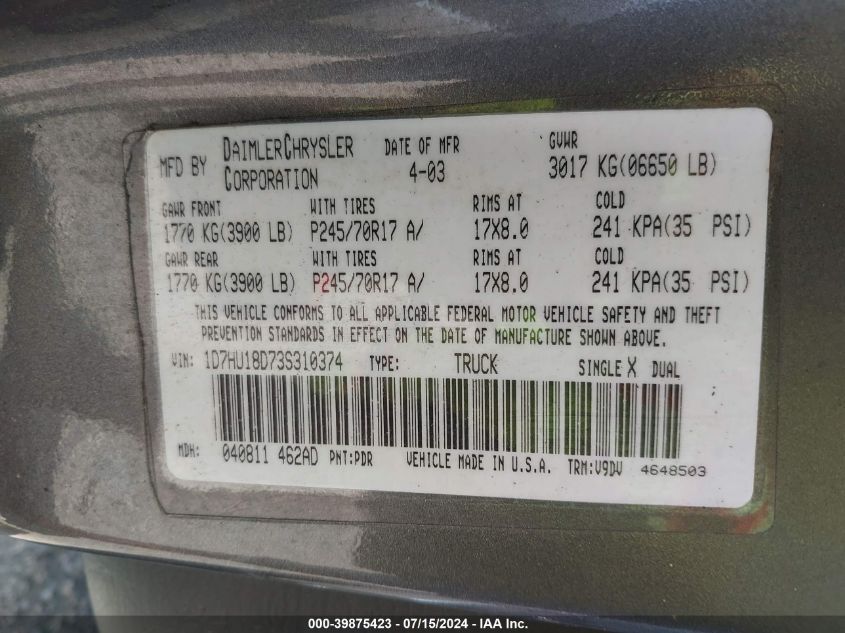 MFD BY DAIMLERCHRYSLER CORPORATION DATE OF MFR 4-03 GVWR 3017 KG(06650 LB)
GAWR FRONT WITH TIRES RIMS AT COLD
1770 KG(3900 LB) P245/70R17 A/ 17X8.0 241 KPA(35 PSI)
GAWR REAR WITH TIRES RIMS AT COLD
1770 KG(3900 LB) P245/70R17 A/ 17X8.0 241 KPA(35 PSI)
THIS VEHICLE CONFORMS TO ALL APPLICABLE FEDERAL MOTOR VEHICLE SAFETY AND THEFT
PREVENTION STANDARDS IN EFFECT ON THE DATE OF MANUFACTURE SHOWN ABOVE.
VIN: 1D7HU18D73S310374 TYPE: TRUCK SINGLE X DUAL
MDH: 040811 462AD PNT:PDR VEHICLE MADE IN U.S.A. TRM:V9DV 4648503
000-39875423 - 07/15/2024 - Copyright © 2024 IAA, Inc.